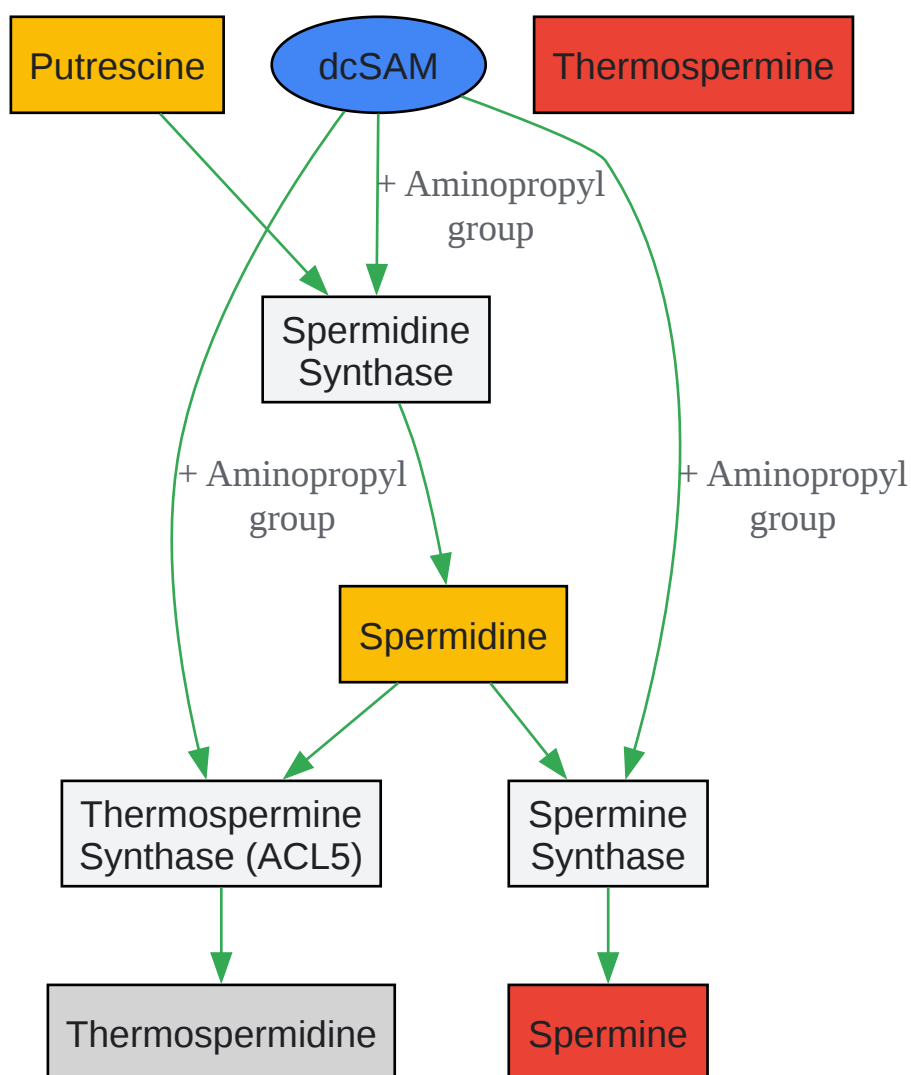 Putrescine
dcSAM
Thermospermine
+ Aminopropyl
group
Spermidine
Synthase
+ Aminopropyl
group
+ Aminopropyl
group
Spermidine
Thermospermine
Synthase (ACL5)
Spermine
Synthase
Thermospermidine
Spermine